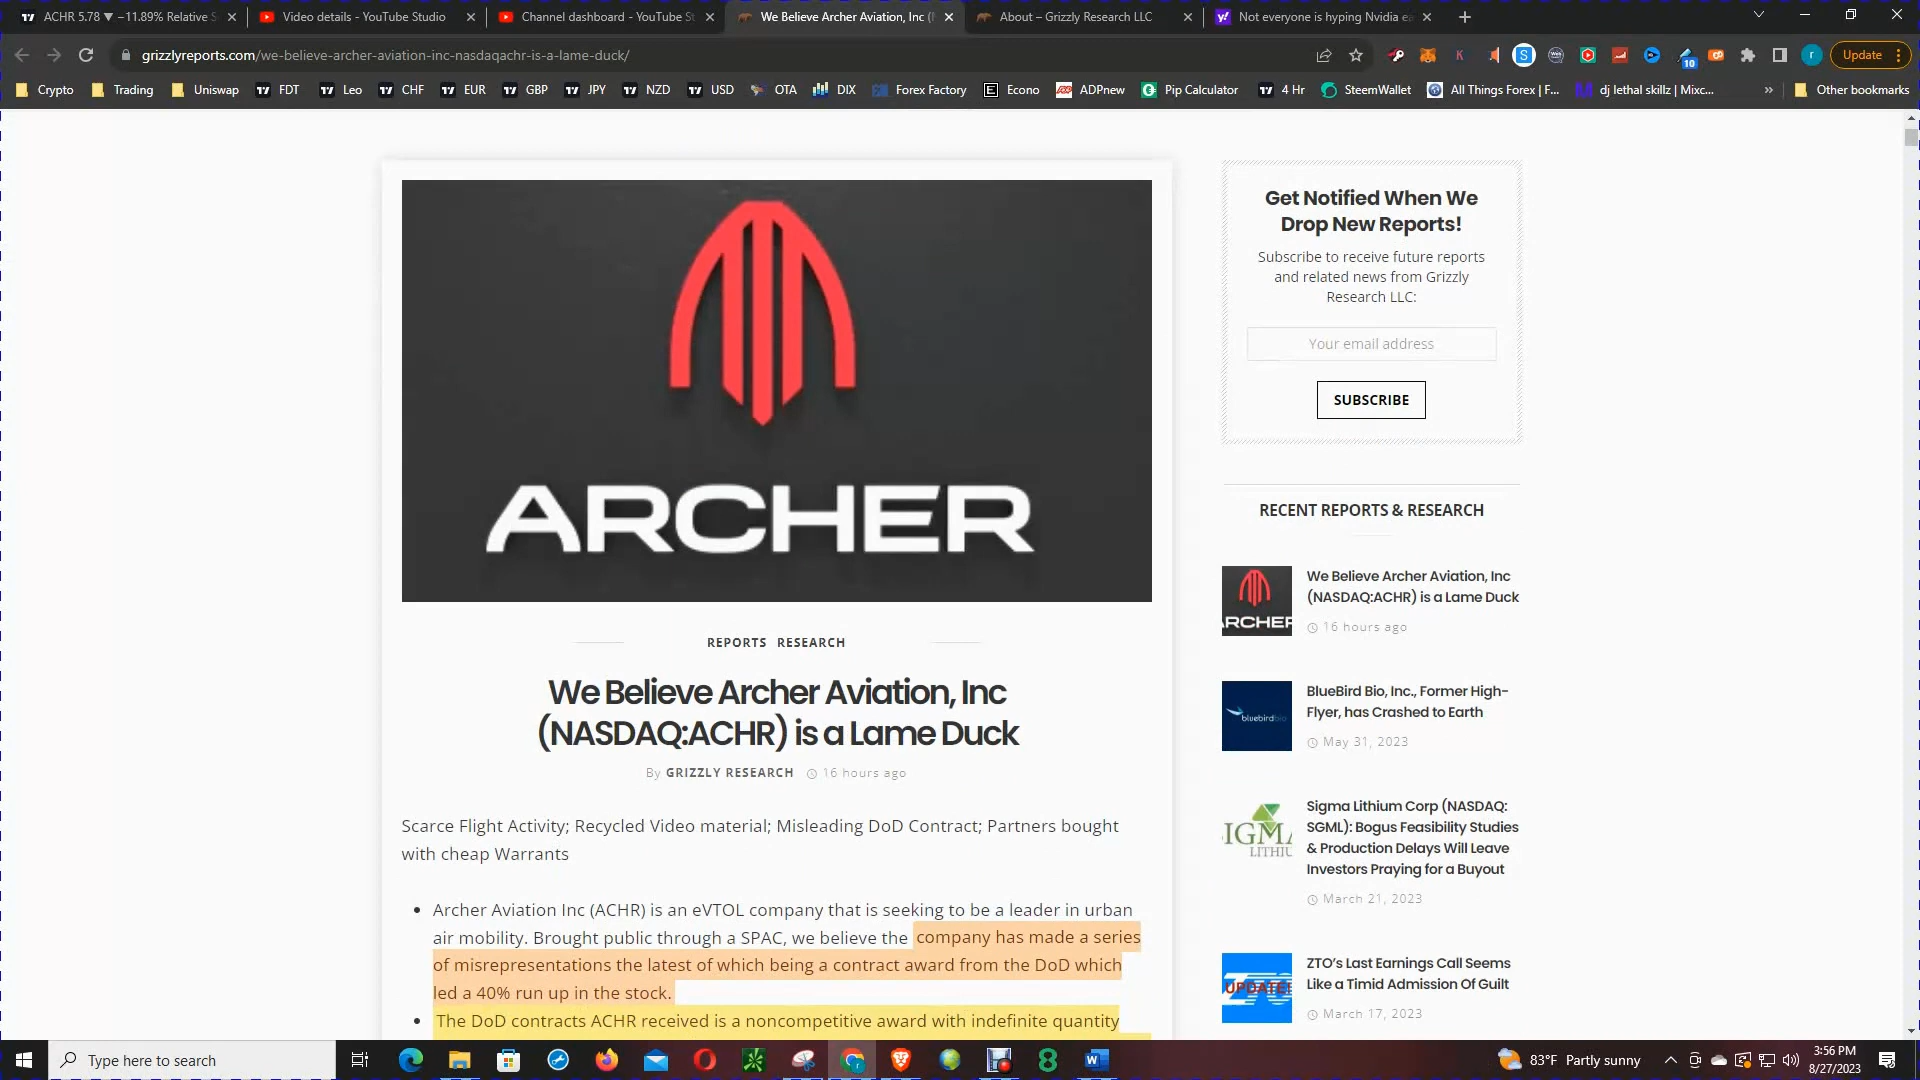 ACHR 5.78 ▼ −11.89% Relative S
Video details - YouTube Studio
Channel dashboard - YouTube St
We Believe Archer Aviation, Inc (
About – Grizzly Research LLC
Not everyone is hyping Nvidia ea
grizzlyreports.com/we-believe-archer-aviation-inc-nasdaqachr-is-a-lame-duck/
10
Update
Crypto
Trading
Uniswap
FDT
Leo
CHF
EUR
GBP
JPY
NZD
USD
OTA
DIX
Forex Factory
Econo
ADPnew
Pip Calculator
4 Hr
SteemWallet
All Things Forex | F...
dj lethal skillz | Mixc...
»
Other bookmarks
ARCHER
REPORTS RESEARCH
We Believe Archer Aviation, Inc
(NASDAQ:ACHR) is a Lame Duck
By GRIZZLY RESEARCH 16 hours ago
Scarce Flight Activity; Recycled Video material; Misleading DoD Contract; Partners bought
with cheap Warrants
• Archer Aviation Inc (ACHR) is an eVTOL company that is seeking to be a leader in urban
air mobility. Brought public through a SPAC, we believe the company has made a series
of misrepresentations the latest of which being a contract award from the DoD which
led a 40% run up in the stock.
• The DoD contracts ACHR received is a noncompetitive award with indefinite quantity
Get Notified When We
Drop New Reports!
Subscribe to receive future reports
and related news from Grizzly
Research LLC:
Your email address
SUBSCRIBE
RECENT REPORTS & RESEARCH
ARCHER
We Believe Archer Aviation, Inc
(NASDAQ:ACHR) is a Lame Duck
16 hours ago
bluebirdbio
BlueBird Bio, Inc., Former High-
Flyer, has Crashed to Earth
May 31, 2023
SIGMA
LITHIU
Sigma Lithium Corp (NASDAQ:
SGML): Bogus Feasibility Studies
& Production Delays Will Leave
Investors Praying for a Buyout
March 21, 2023
ZTO
UPDATE!
ZTO's Last Earnings Call Seems
Like a Timid Admission Of Guilt
March 17, 2023
Type here to search
83°F Partly sunny
3:56 PM
8/27/2023